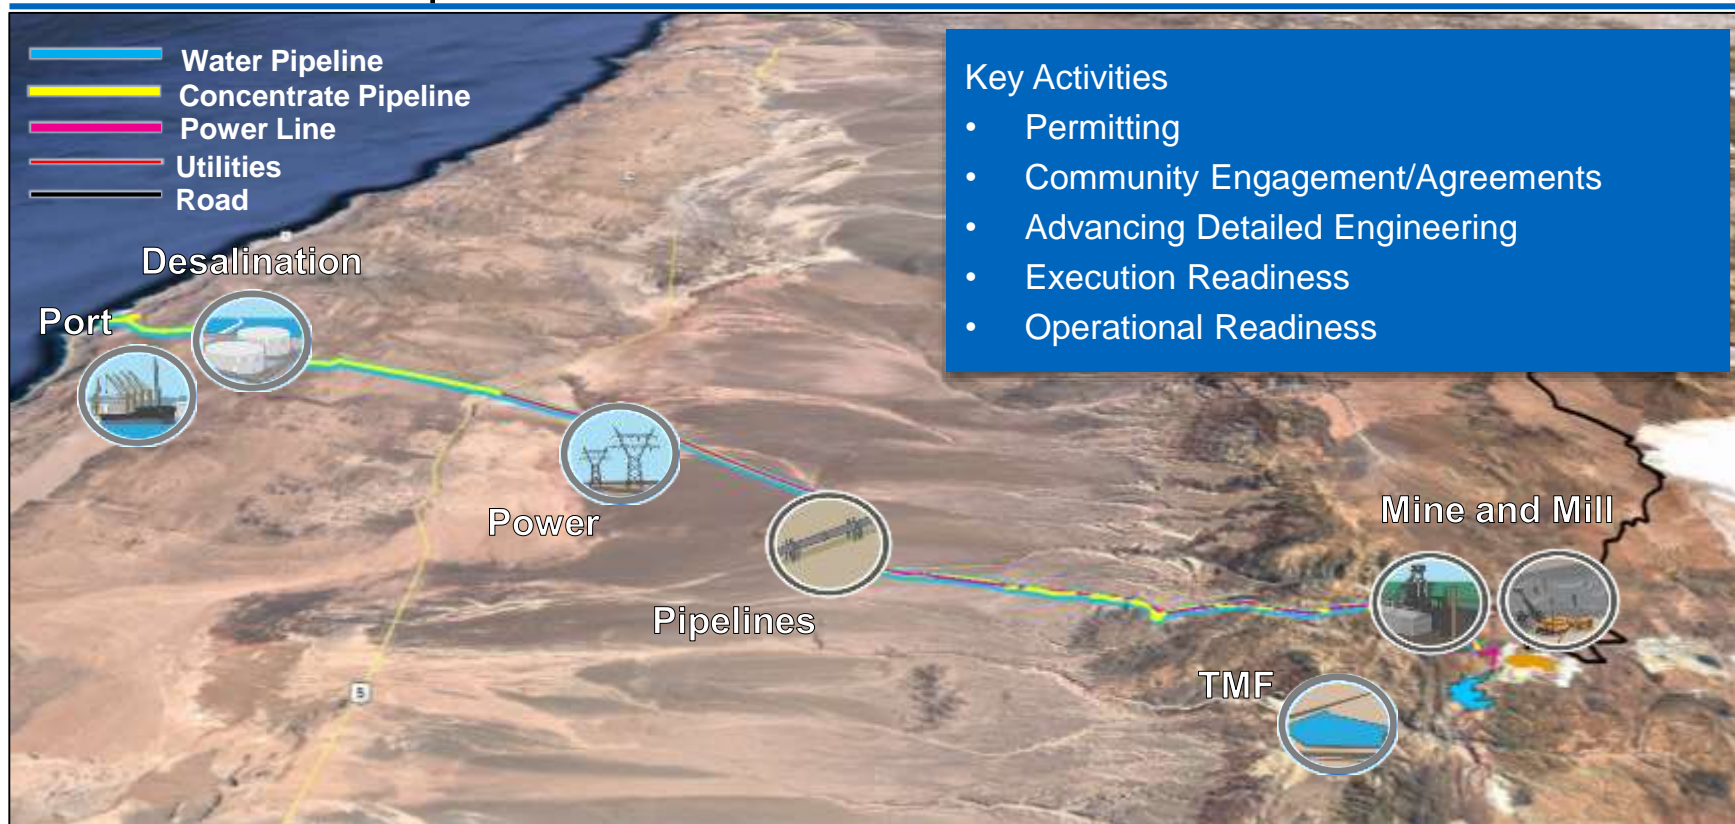 Water Pipeline
Concentrate Pipeline
Power Line
Utilities
Road
Key Activities
• Permitting
• Community Engagement/Agreements
• Advancing Detailed Engineering
• Execution Readiness
• Operational Readiness
Desalination
Port
Power
Pipelines
Mine and Mill
TMF
5